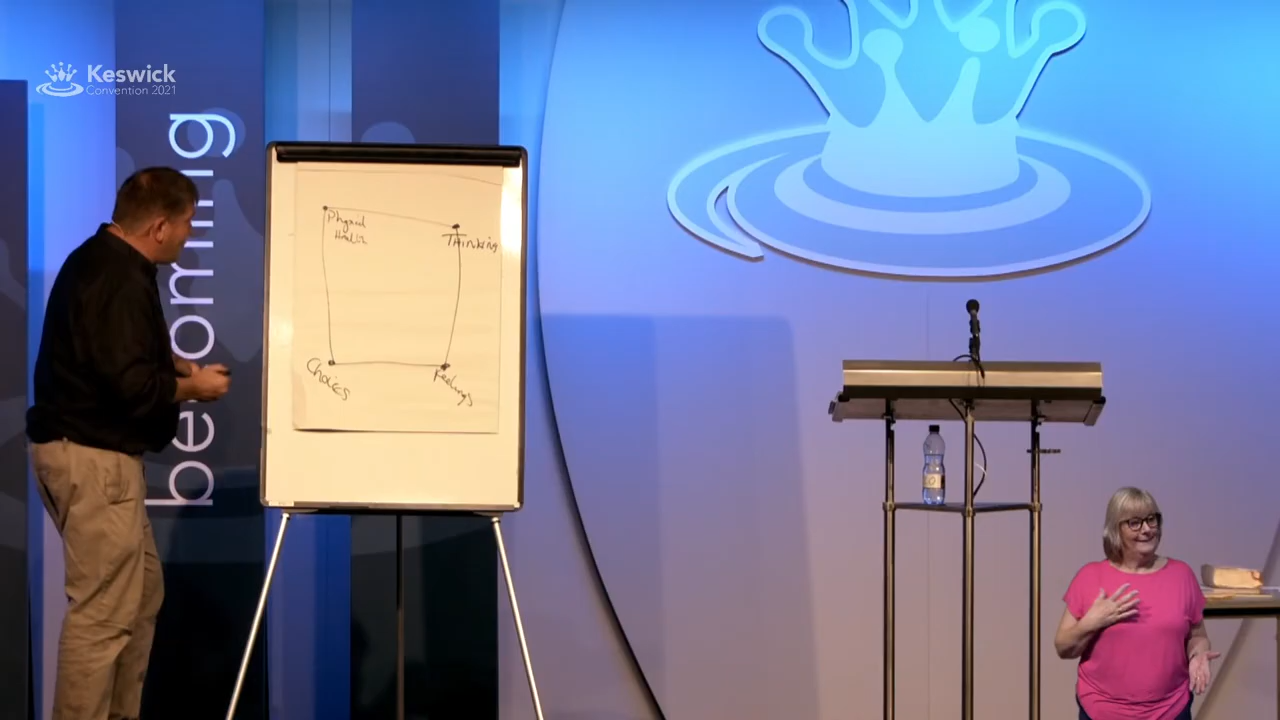 Keswick
Convention 2021
becoming
Physical
Health
THINKING
Choices
Feelings